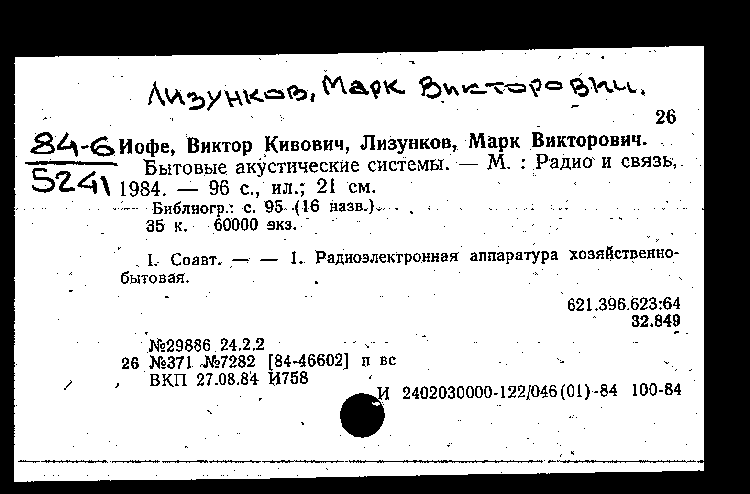 Лизунков, Марк Викторович.
26
84-6
5241
Иофе, Виктор Кивович, Лизунков, Марк Викторович.
Бытовые акустические системы. — М. : Радио и связь,
1984. — 96 с., ил.; 21 см.
Библиогр.: с. 95 (16 назв.).
35 к. 60000 экз.
I. Соавт. — — 1. Радиоэлектронная аппаратура хозяйственно-
бытовая.
621.396.623:64
32.849
№29886 24.2.2
26 №371 №7282 [84-46602] п вс
ВКП 27.08.84 И758
И 2402030000-122/046(01)-84 100-84